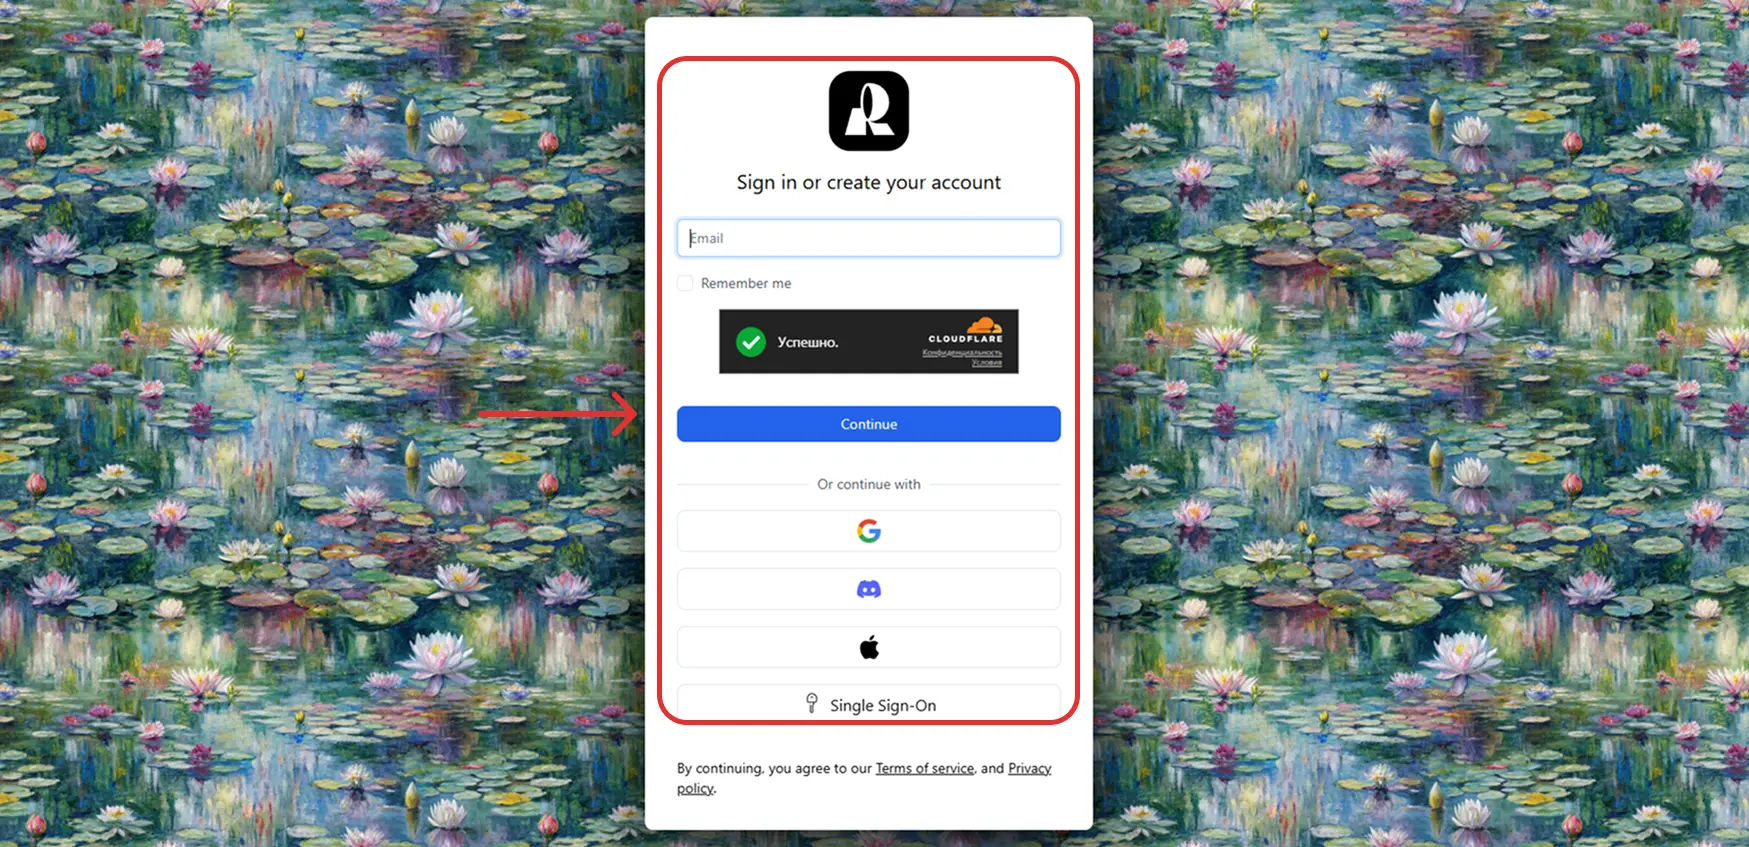 Sign in or create your account
Email
Remember me
Успешно.
CLOUDFLARE
Конфиденциальность
Условия
Continue
Or continue with
Single Sign-On
By continuing, you agree to our Terms of service, and Privacy
policy.